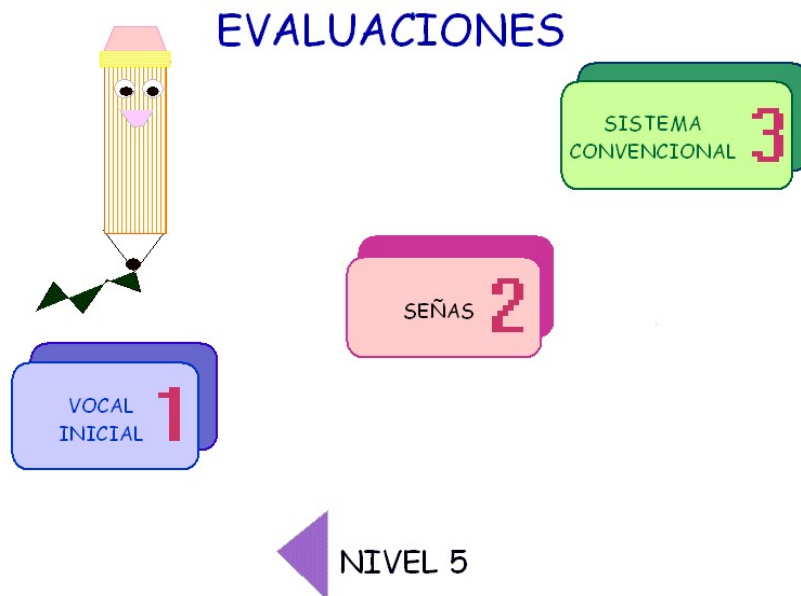 EVALUACIONES
SISTEMA
CONVENCIONAL 3
SEÑAS 2
VOCAL
INICIAL 1
NIVEL 5